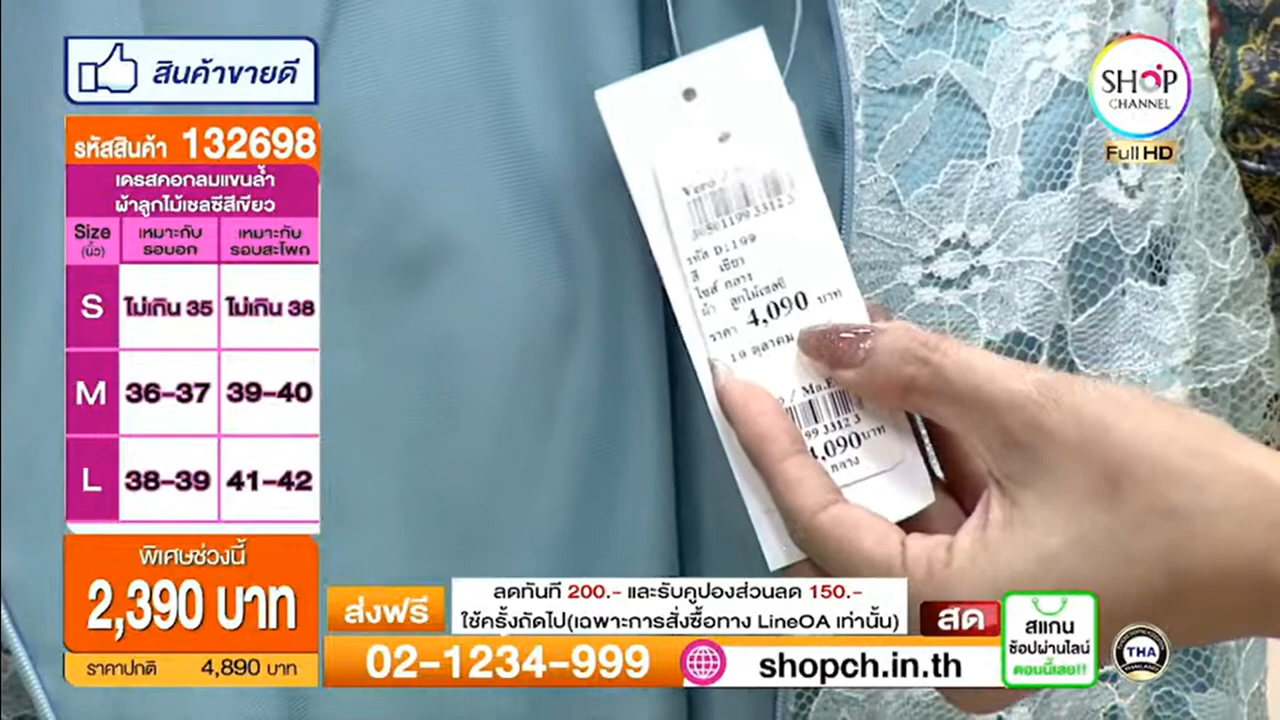 สินค้าขายดี
รหัสสินค้า 132698
เดรสคอกลมแขนล้ำ
ผ้าลูกไม้เชลซีสีเขียว
Size
(นิ้ว)
เหมาะกับ
รอบอก
เหมาะกับ
รอบสะโพก
S ไม่เกิน 35 ไม่เกิน 38
M 36-37 39-40
L 38-39 41-42
พิเศษช่วงนี้
2,390 บาท
ราคาปกติ 4,890 บาท
SHOP
CHANNEL
Full HD
รหัส D1199
สี เขียว
ไซส์ กลาง
ผ้า ลูกไม้เชลซี
ราคา 4,090 บาท
19 ตุลาคม
99 3312 3
4,090 บาท
กลาง
ส่งฟรี
ลดทันที 200.- และรับคูปองส่วนลด 150.-
ใช้ครั้งถัดไป(เฉพาะการสั่งซื้อทาง LineOA เท่านั้น)
สด
02-1234-999
shopch.in.th
สแกน
ช้อปผ่านไลน์
ตอนนี้เลย!!
THA